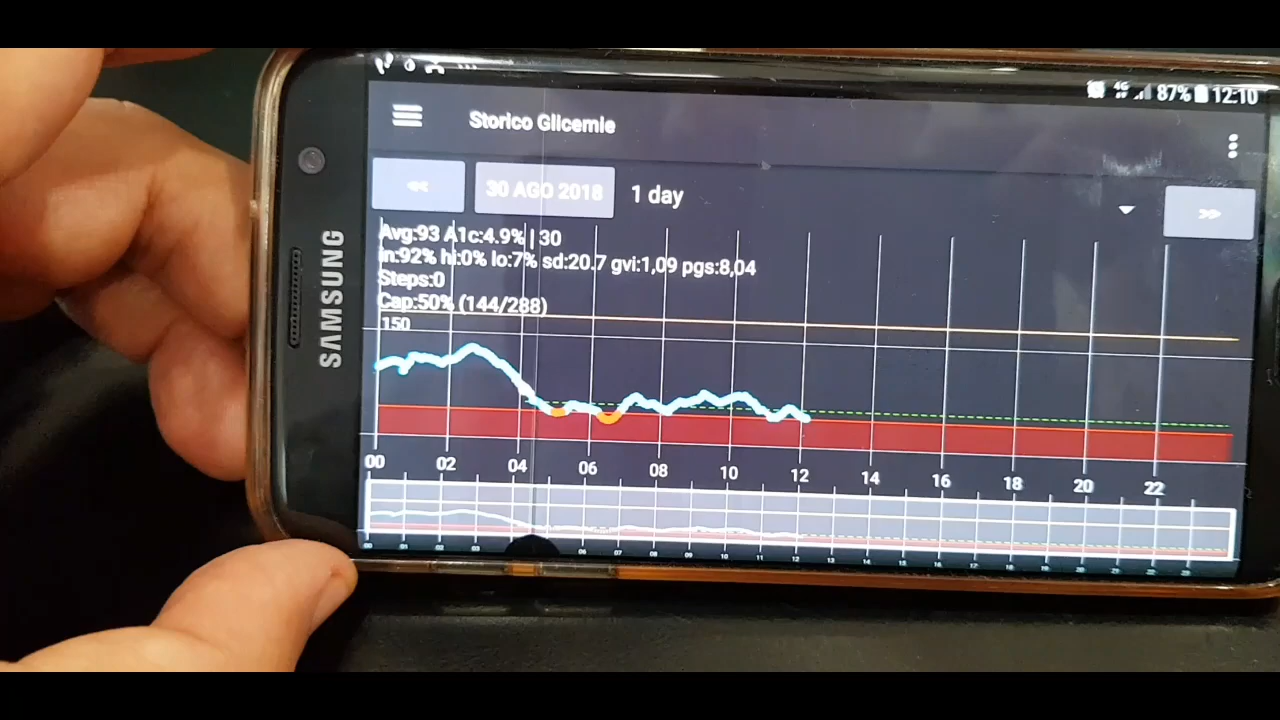 87% 12:10
Storico Glicemie
<< 30 AGO 2018 1 day >>
Avg:93 A1c:4.9% | 30
in:92% hi:0% lo:7% sd:20.7 gvi:1,09 pgs:8,04
Steps:0
Cap:50% (144/288)
150
00 02 04 06 08 10 12 14 16 18 20 22
SAMSUNG